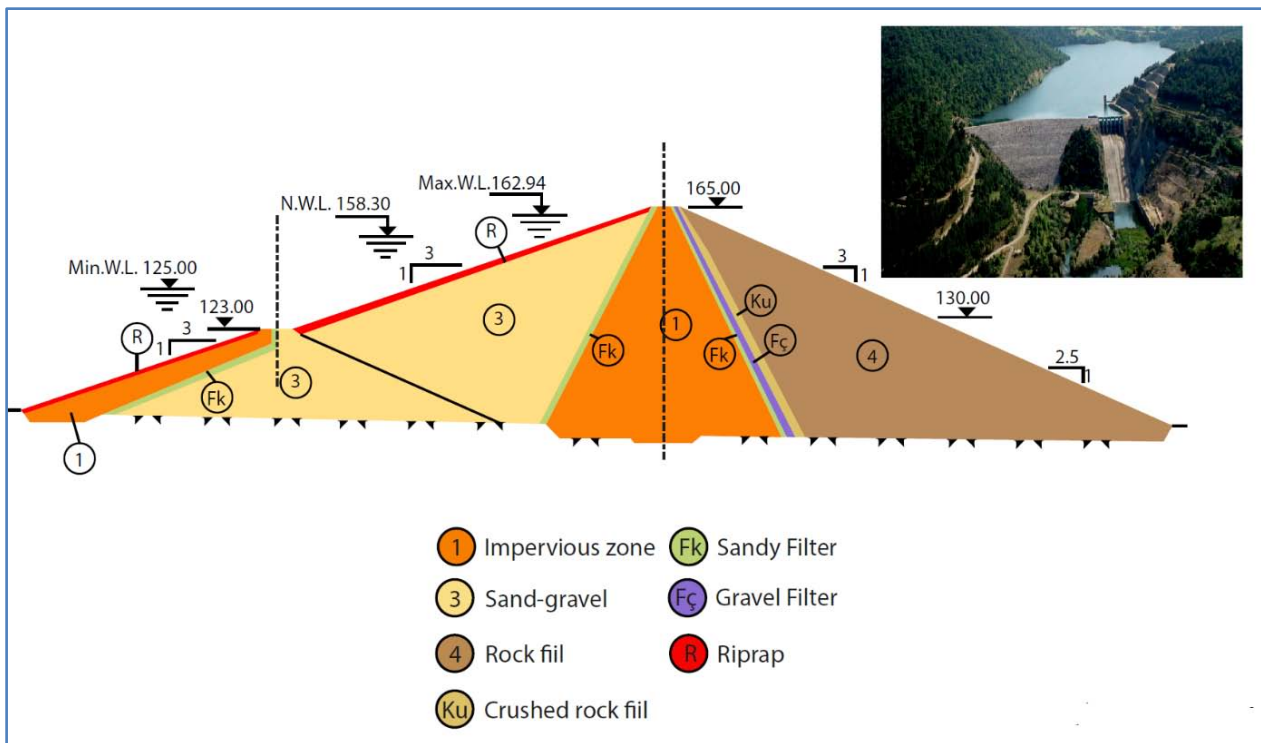 Max.W.L.162.94
165.00
N.W.L. 158.30
R
3
1
3
1
Min.W.L. 125.00
123.00
3
1
R
Ku
130.00
3
1
Fk
Fk
Fç
4
2.5
1
Fk
3
1
1 Impervious zone
Fk Sandy Filter
3 Sand-gravel
Fç Gravel Filter
4 Rock fiil
R Riprap
Ku Crushed rock fiil